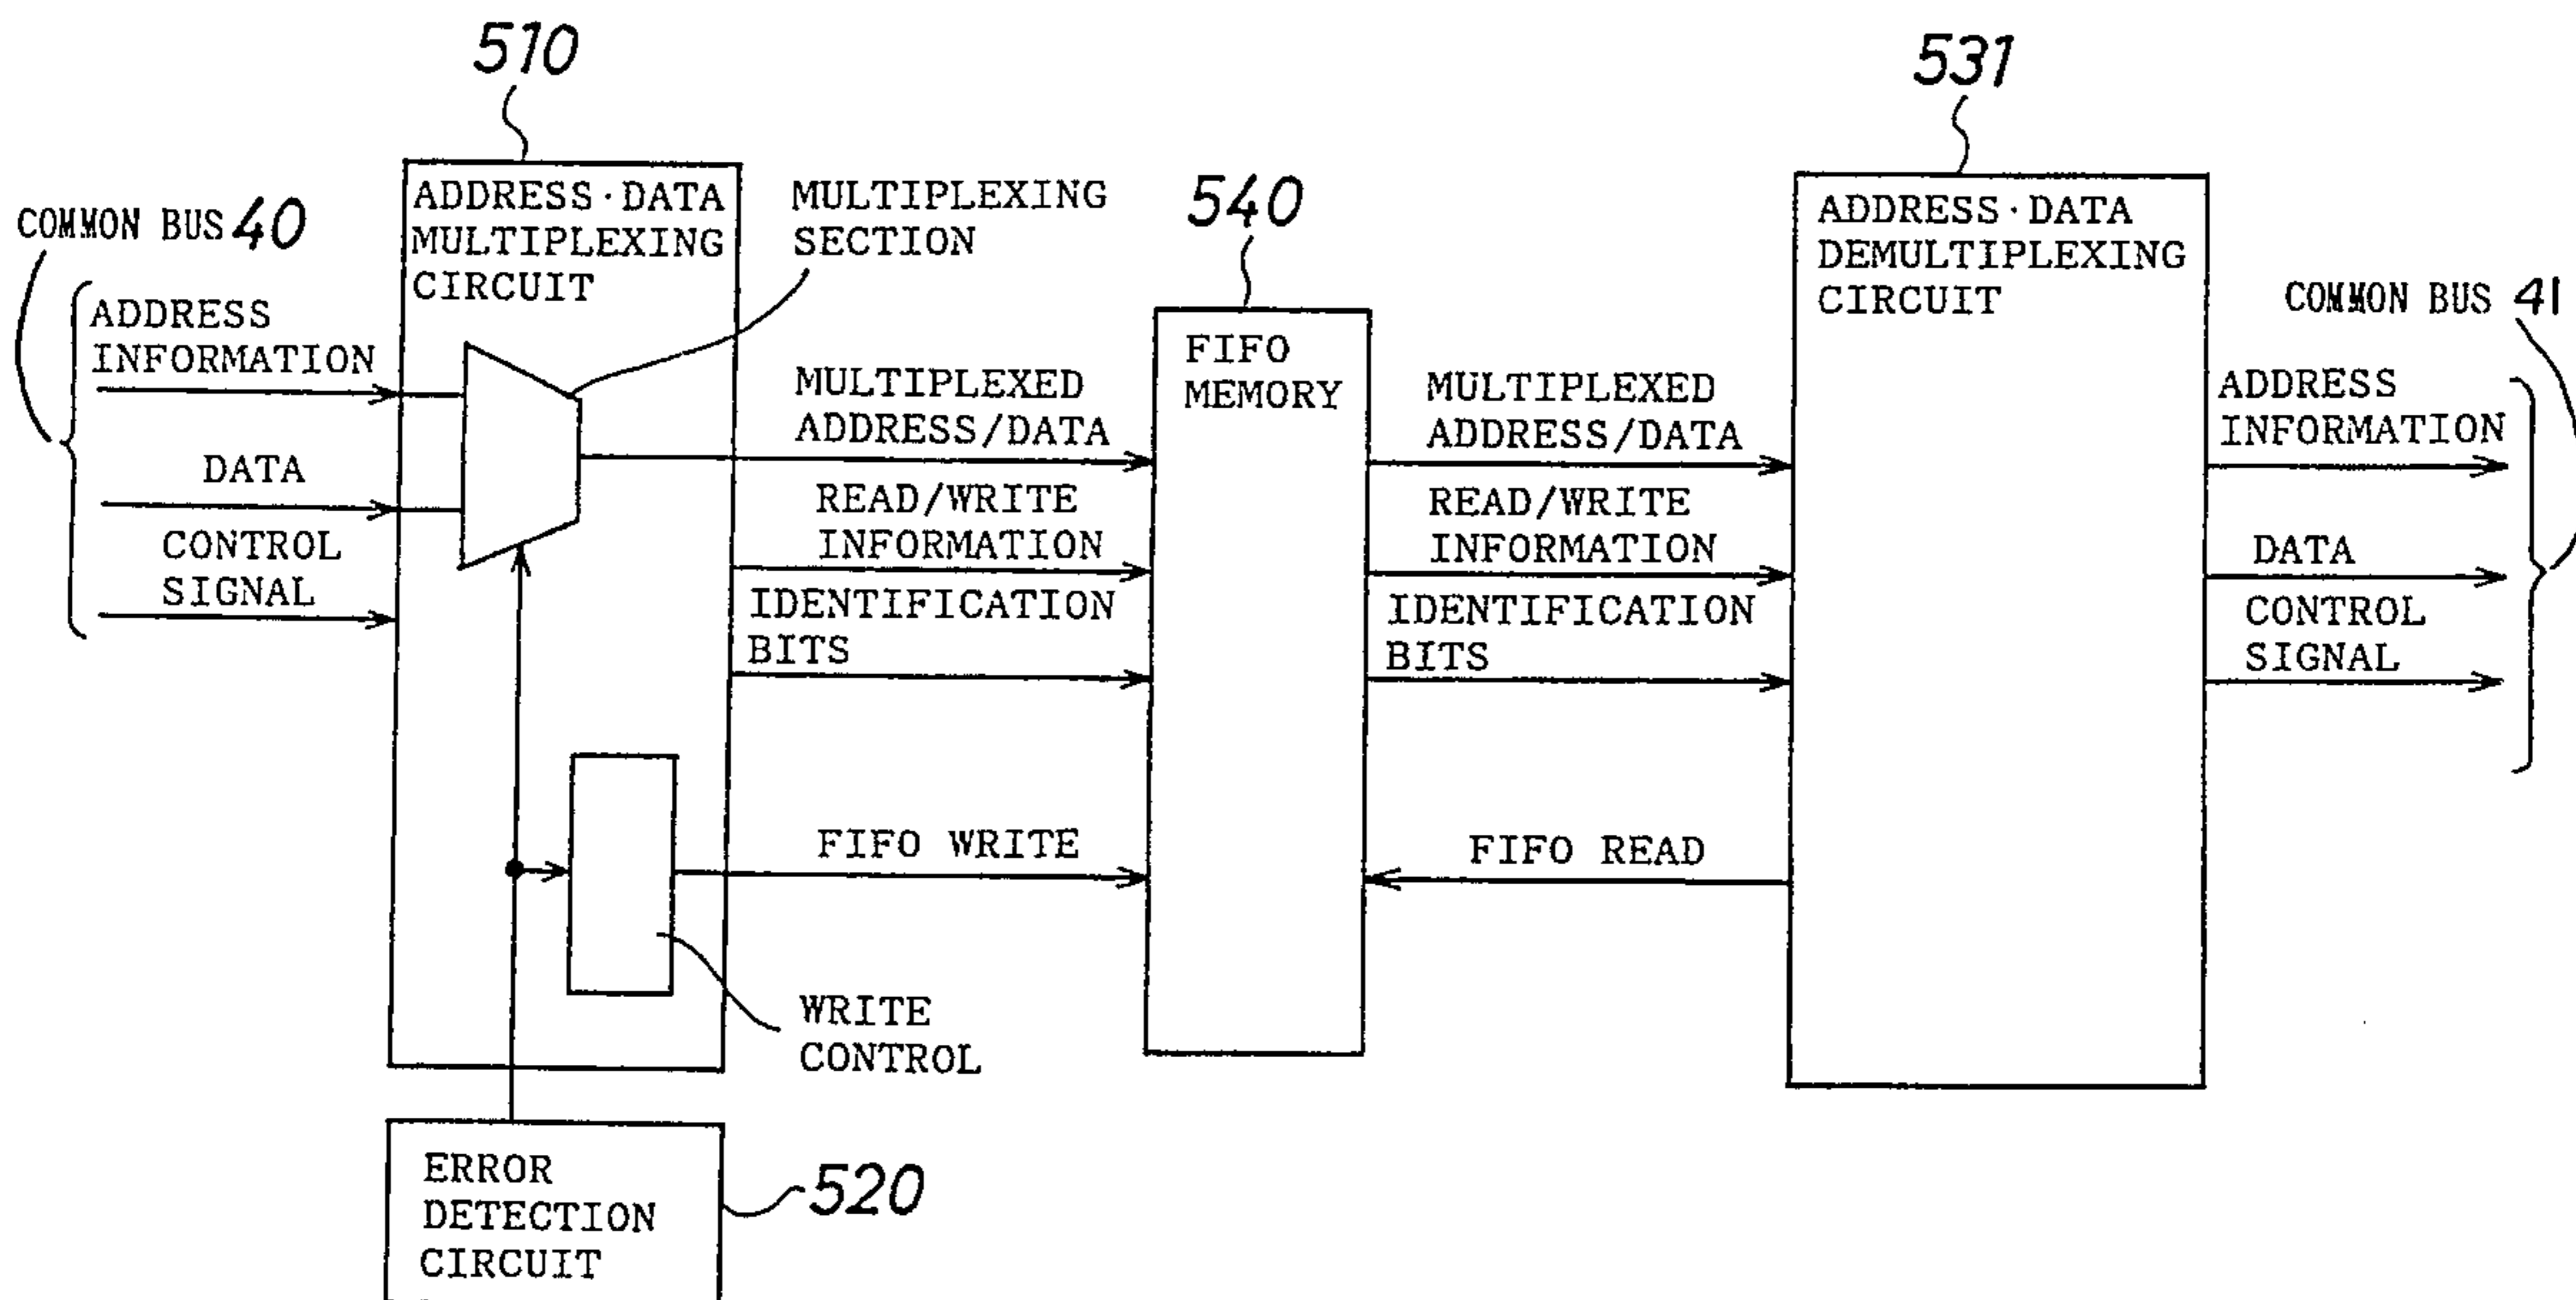 510
531
ADDRESS·DATA
MULTIPLEXING
CIRCUIT
MULTIPLEXING
SECTION
540
ADDRESS·DATA
DEMULTIPLEXING
CIRCUIT
COMMON BUS 40
COMMON BUS 41
ADDRESS
INFORMATION
DATA
CONTROL
SIGNAL
MULTIPLEXED
ADDRESS/DATA
READ/WRITE
INFORMATION
IDENTIFICATION
BITS
FIFO
MEMORY
MULTIPLEXED
ADDRESS/DATA
READ/WRITE
INFORMATION
IDENTIFICATION
BITS
ADDRESS
INFORMATION
DATA
CONTROL
SIGNAL
FIFO WRITE
FIFO READ
WRITE
CONTROL
ERROR
DETECTION
CIRCUIT
520